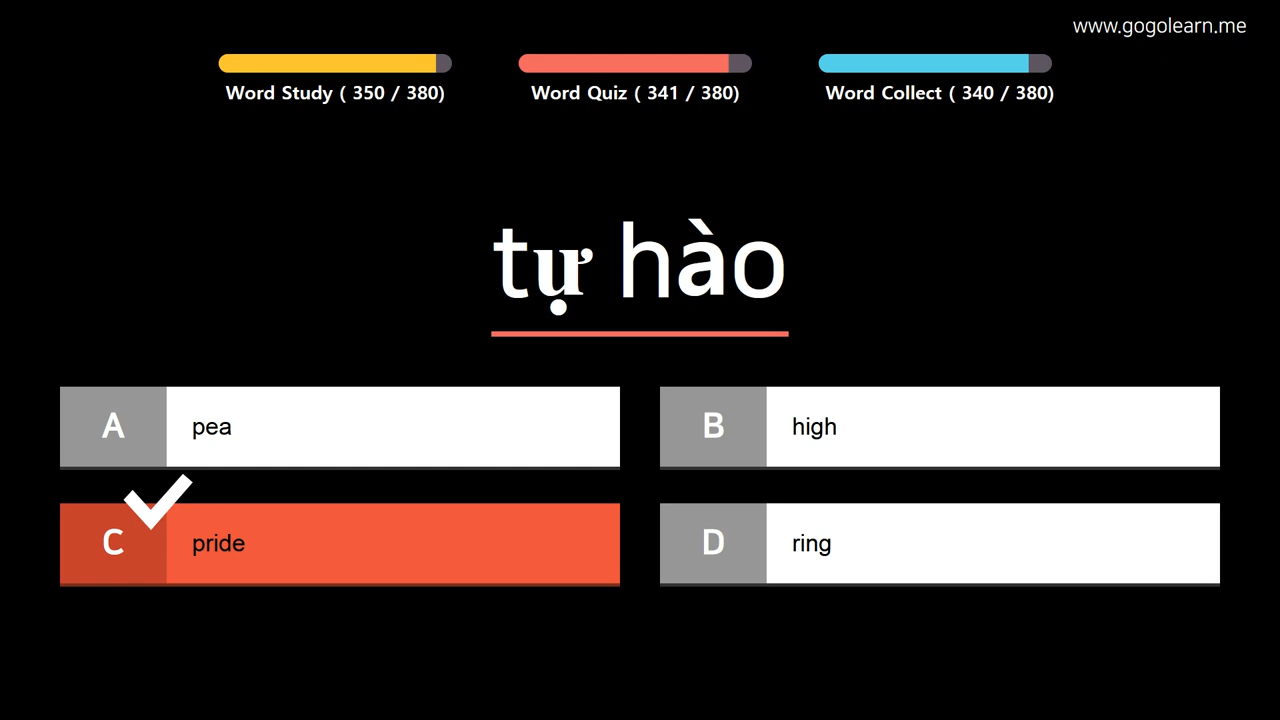 www.gogolearn.me
Word Study ( 350 / 380)
Word Quiz ( 341 / 380)
Word Collect ( 340 / 380)
tự hào
A pea
B high
C pride
D ring